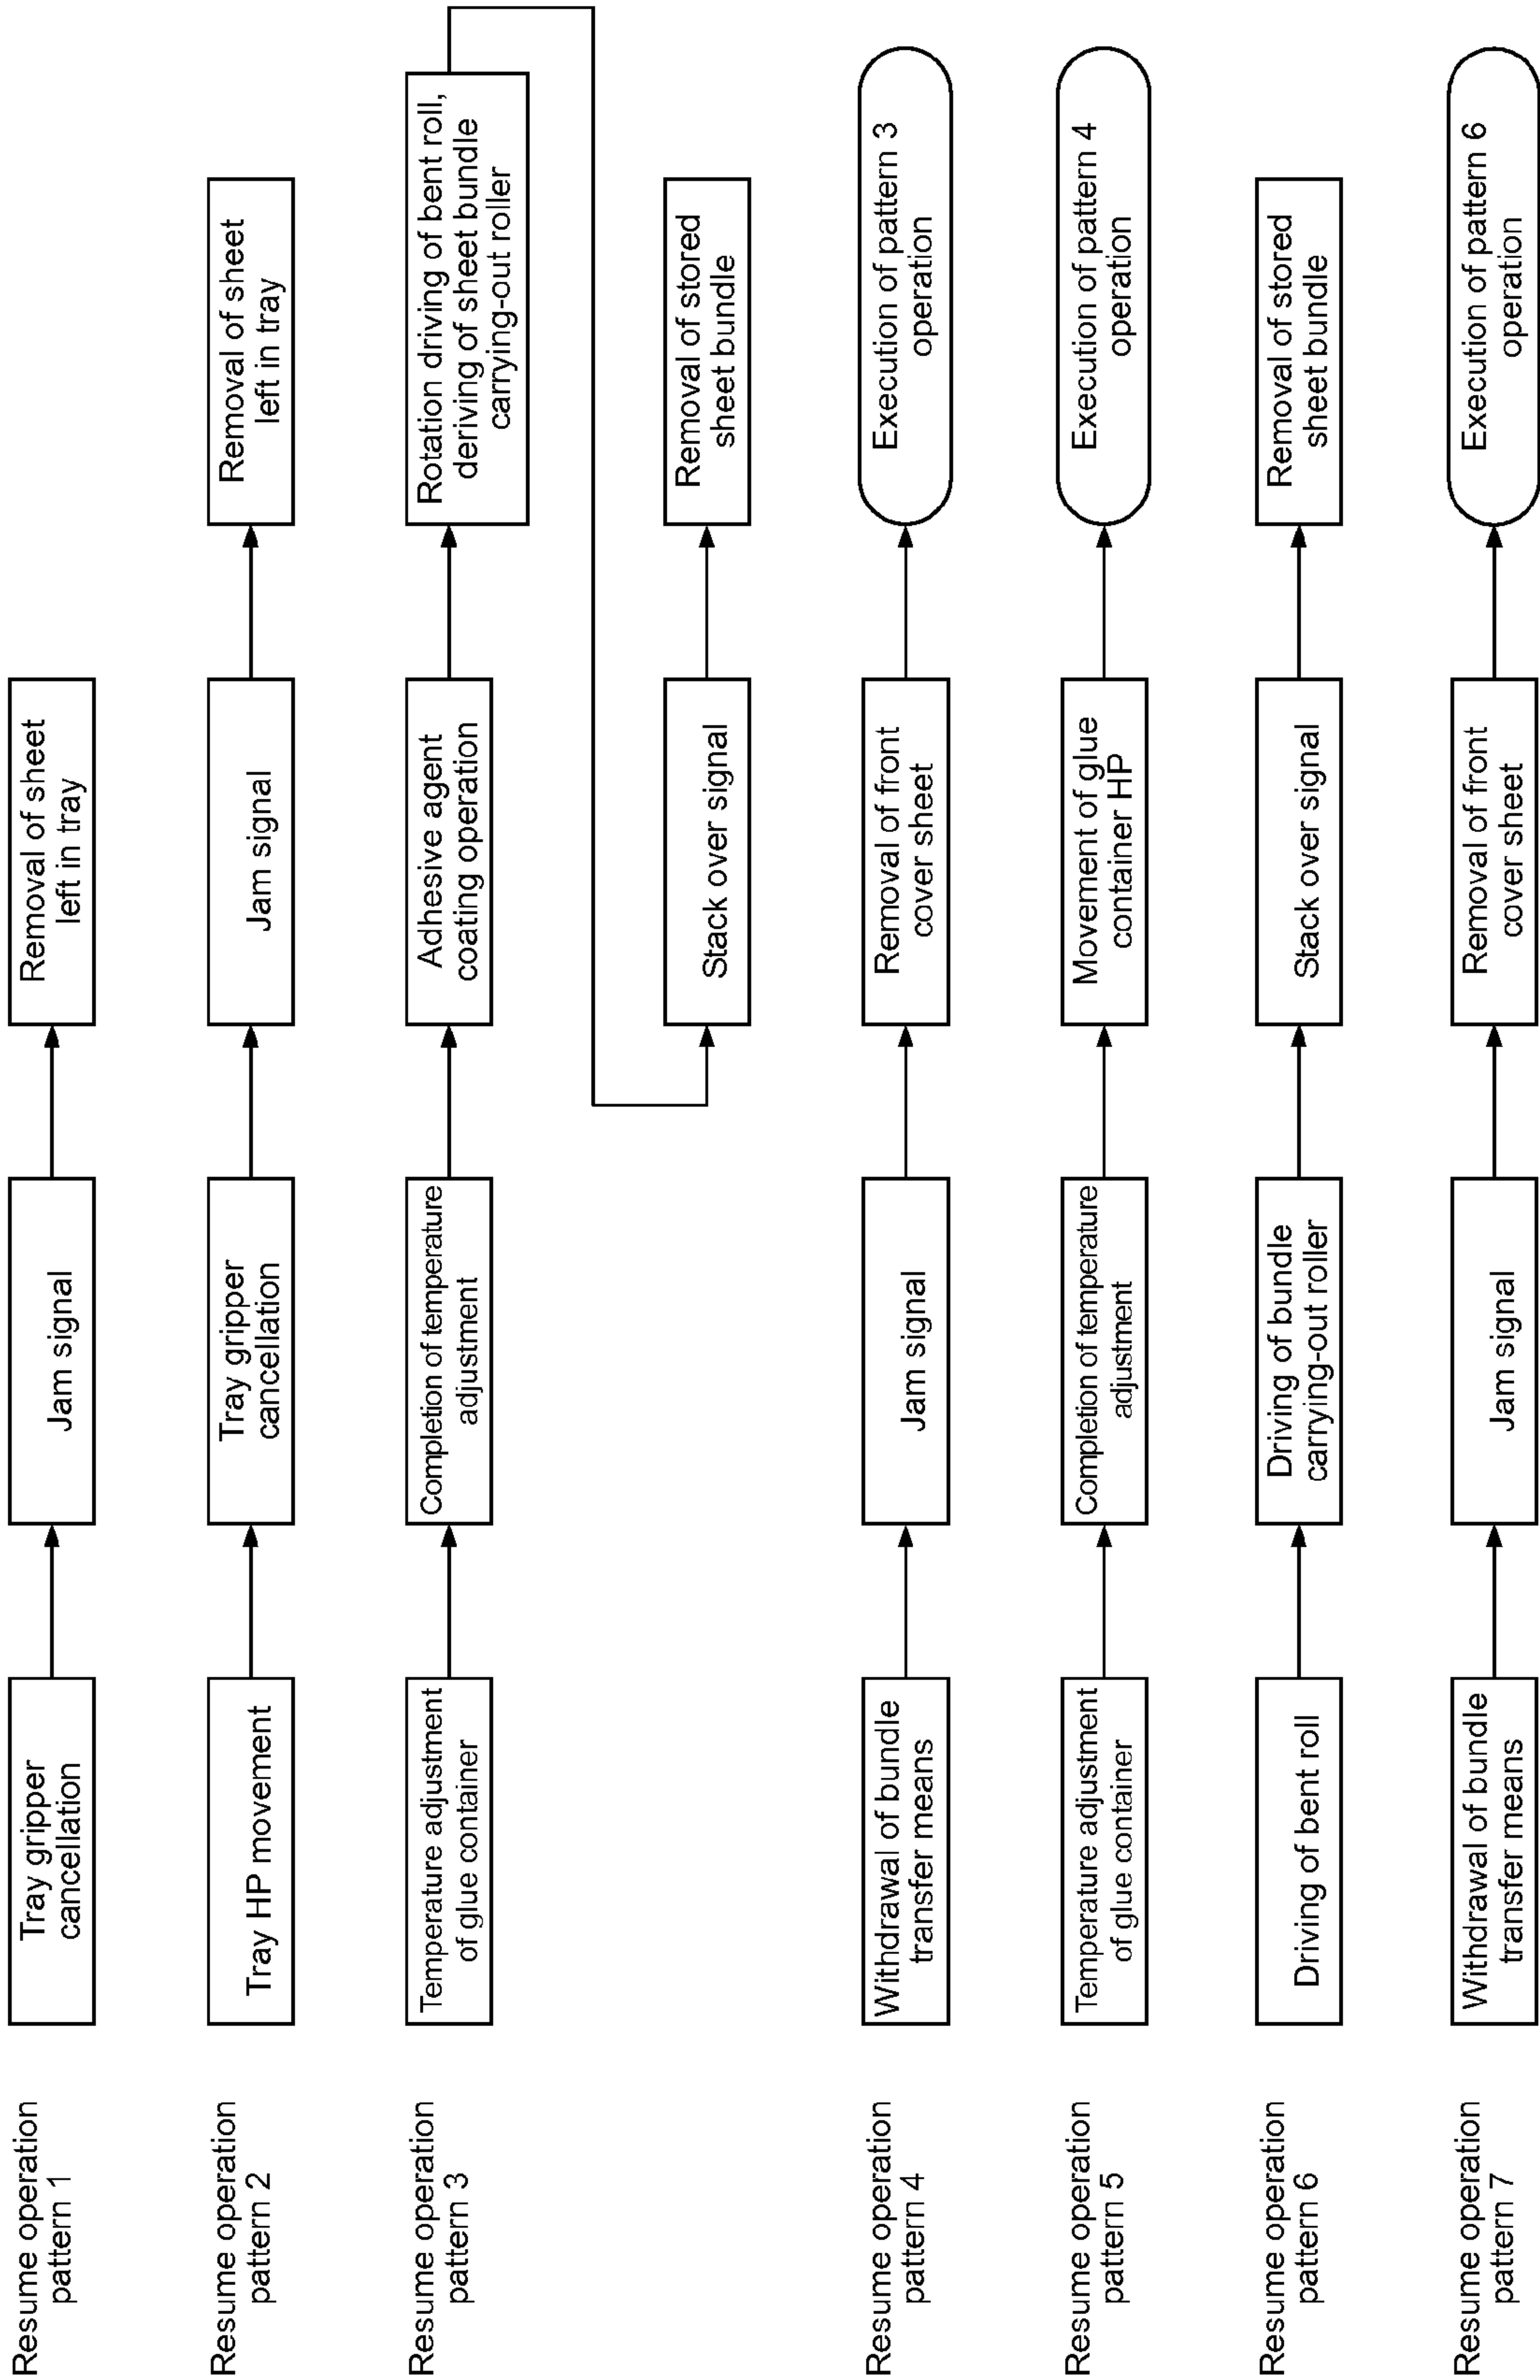 Resume operation
pattern 1
Tray gripper
cancellation
Jam signal
Removal of sheet
left in tray
Resume operation
pattern 2
Tray HP movement
Tray gripper
cancellation
Jam signal
Removal of sheet
left in tray
Resume operation
pattern 3
Temperature adjustment
of glue container
Completion of temperature
adjustment
Adhesive agent
coating operation
Rotation driving of bent roll,
deriving of sheet bundle
carrying-out roller
Stack over signal
Removal of stored
sheet bundle
Resume operation
pattern 4
Withdrawal of bundle
transfer means
Jam signal
Removal of front
cover sheet
Execution of pattern 3
operation
Resume operation
pattern 5
Temperature adjustment
of glue container
Completion of temperature
adjustment
Movement of glue
container HP
Execution of pattern 4
operation
Resume operation
pattern 6
Driving of bent roll
Driving of bundle
carrying-out roller
Stack over signal
Removal of stored
sheet bundle
Resume operation
pattern 7
Withdrawal of bundle
transfer means
Jam signal
Removal of front
cover sheet
Execution of pattern 6
operation